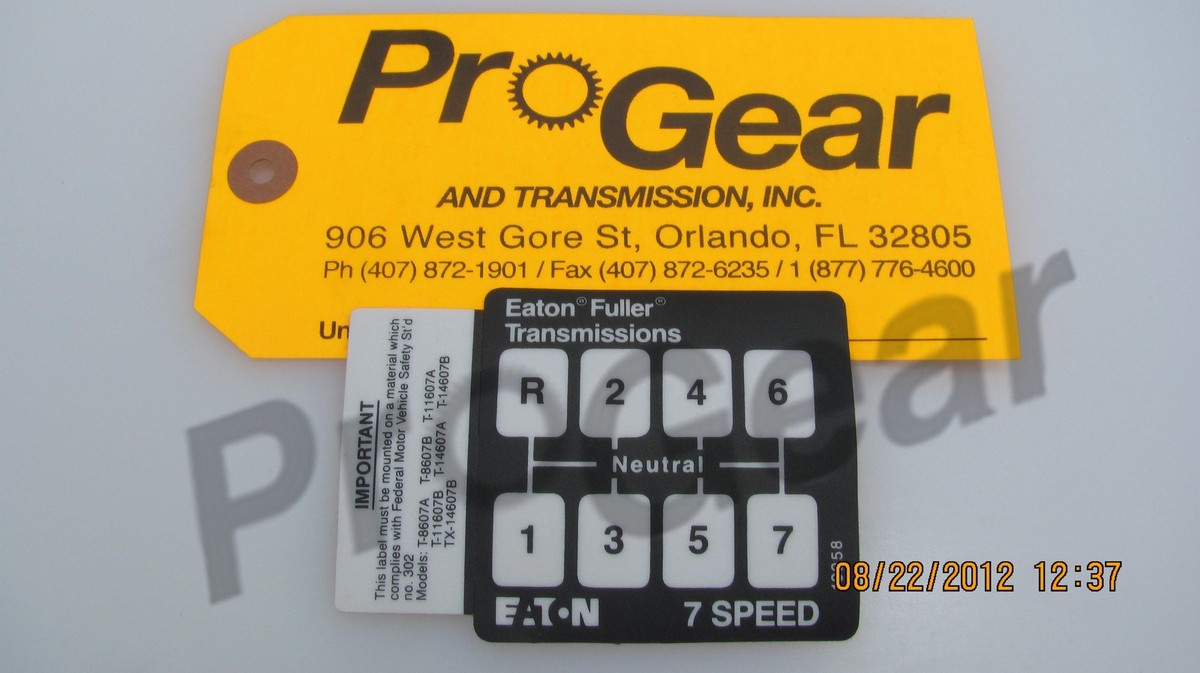 ProGear
AND TRANSMISSION, INC.
906 West Gore St, Orlando, FL 32805
Ph (407) 872-1901 / Fax (407) 872-6235 / 1 (877) 776-4600
Eaton® Fuller®
Transmissions
R 2 4 6
Neutral
1 3 5 7
EATON 7 SPEED
IMPORTANT
This label must be mounted on a material which
complies with Federal Motor Vehicle Safety St'd
no. 302
Models: T-8607A T-8607B T-11607A
T-11607B T-14607A T-14607B
TX-14607B
ProGear
08/22/2012 12:37